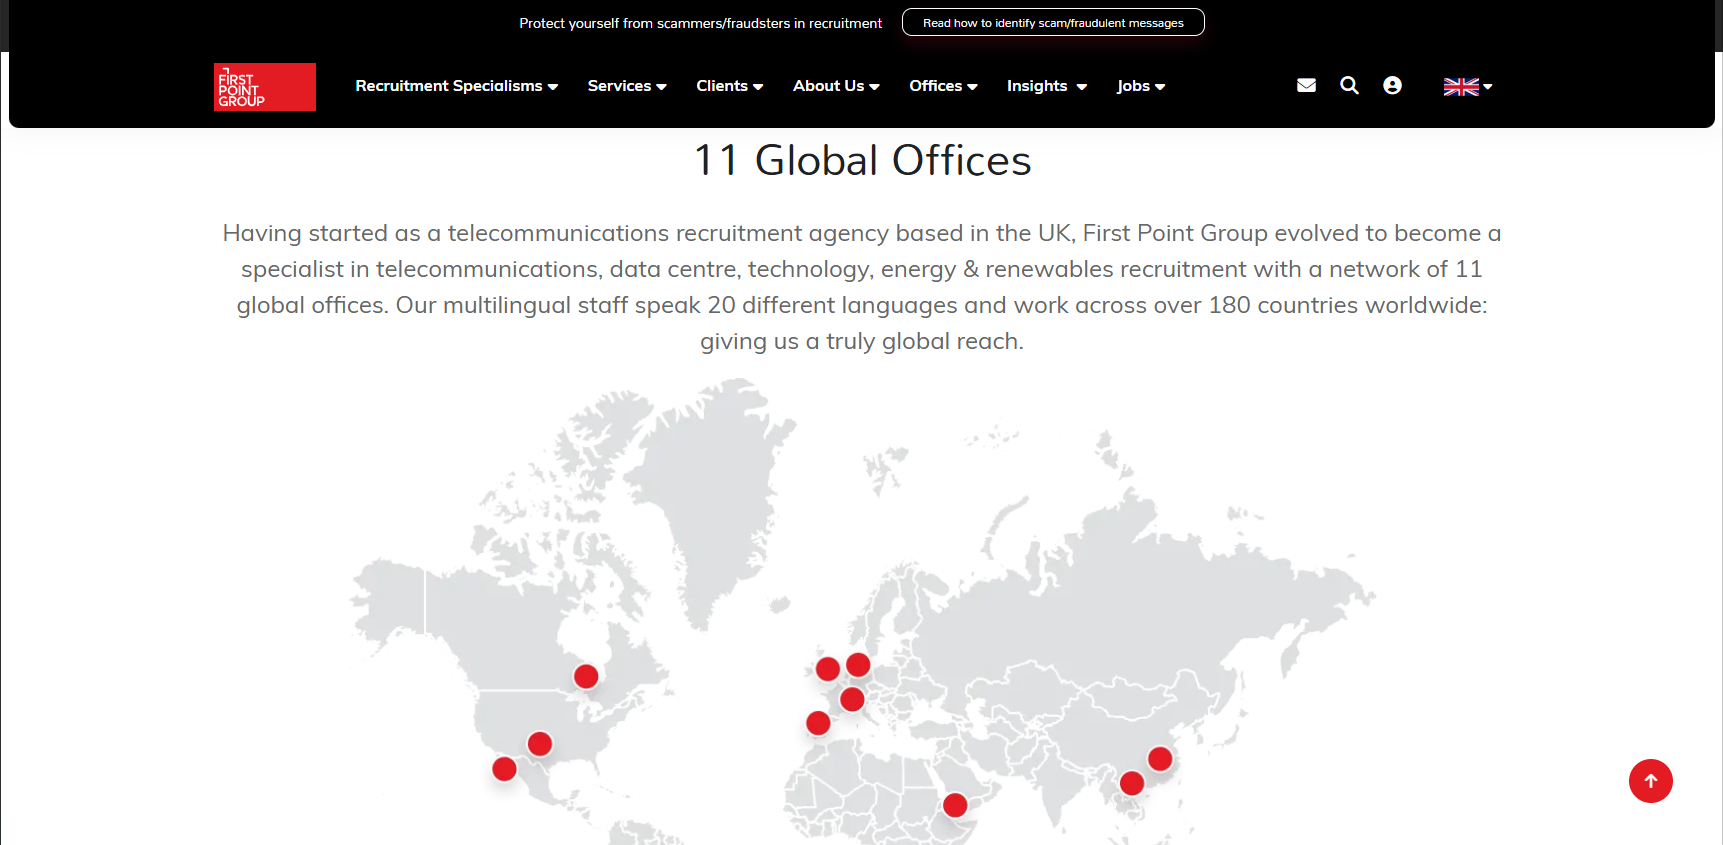 Protect yourself from scammers/fraudsters in recruitment
Read how to identify scam/fraudulent messages
FIRST
POINT
GROUP
Recruitment Specialisms
Services
Clients
About Us
Offices
Insights
Jobs
11 Global Offices
Having started as a telecommunications recruitment agency based in the UK, First Point Group evolved to become a
specialist in telecommunications, data centre, technology, energy & renewables recruitment with a network of 11
global offices. Our multilingual staff speak 20 different languages and work across over 180 countries worldwide:
giving us a truly global reach.